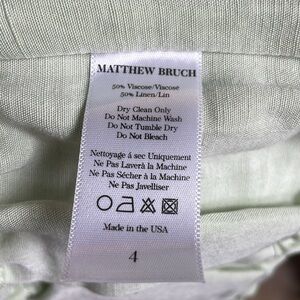 MATTHEW BRUCH
50% Viscose/Viscose
50% Linen/Lin
Dry Clean Only
Do Not Machine Wash
Do Not Tumble Dry
Do Not Bleach
Nettoyage á sec Uniquement
Ne Pas Laverá la Machine
Ne Pas Sécherá la Machine
Ne Pas Javelliser
Made in the USA
4